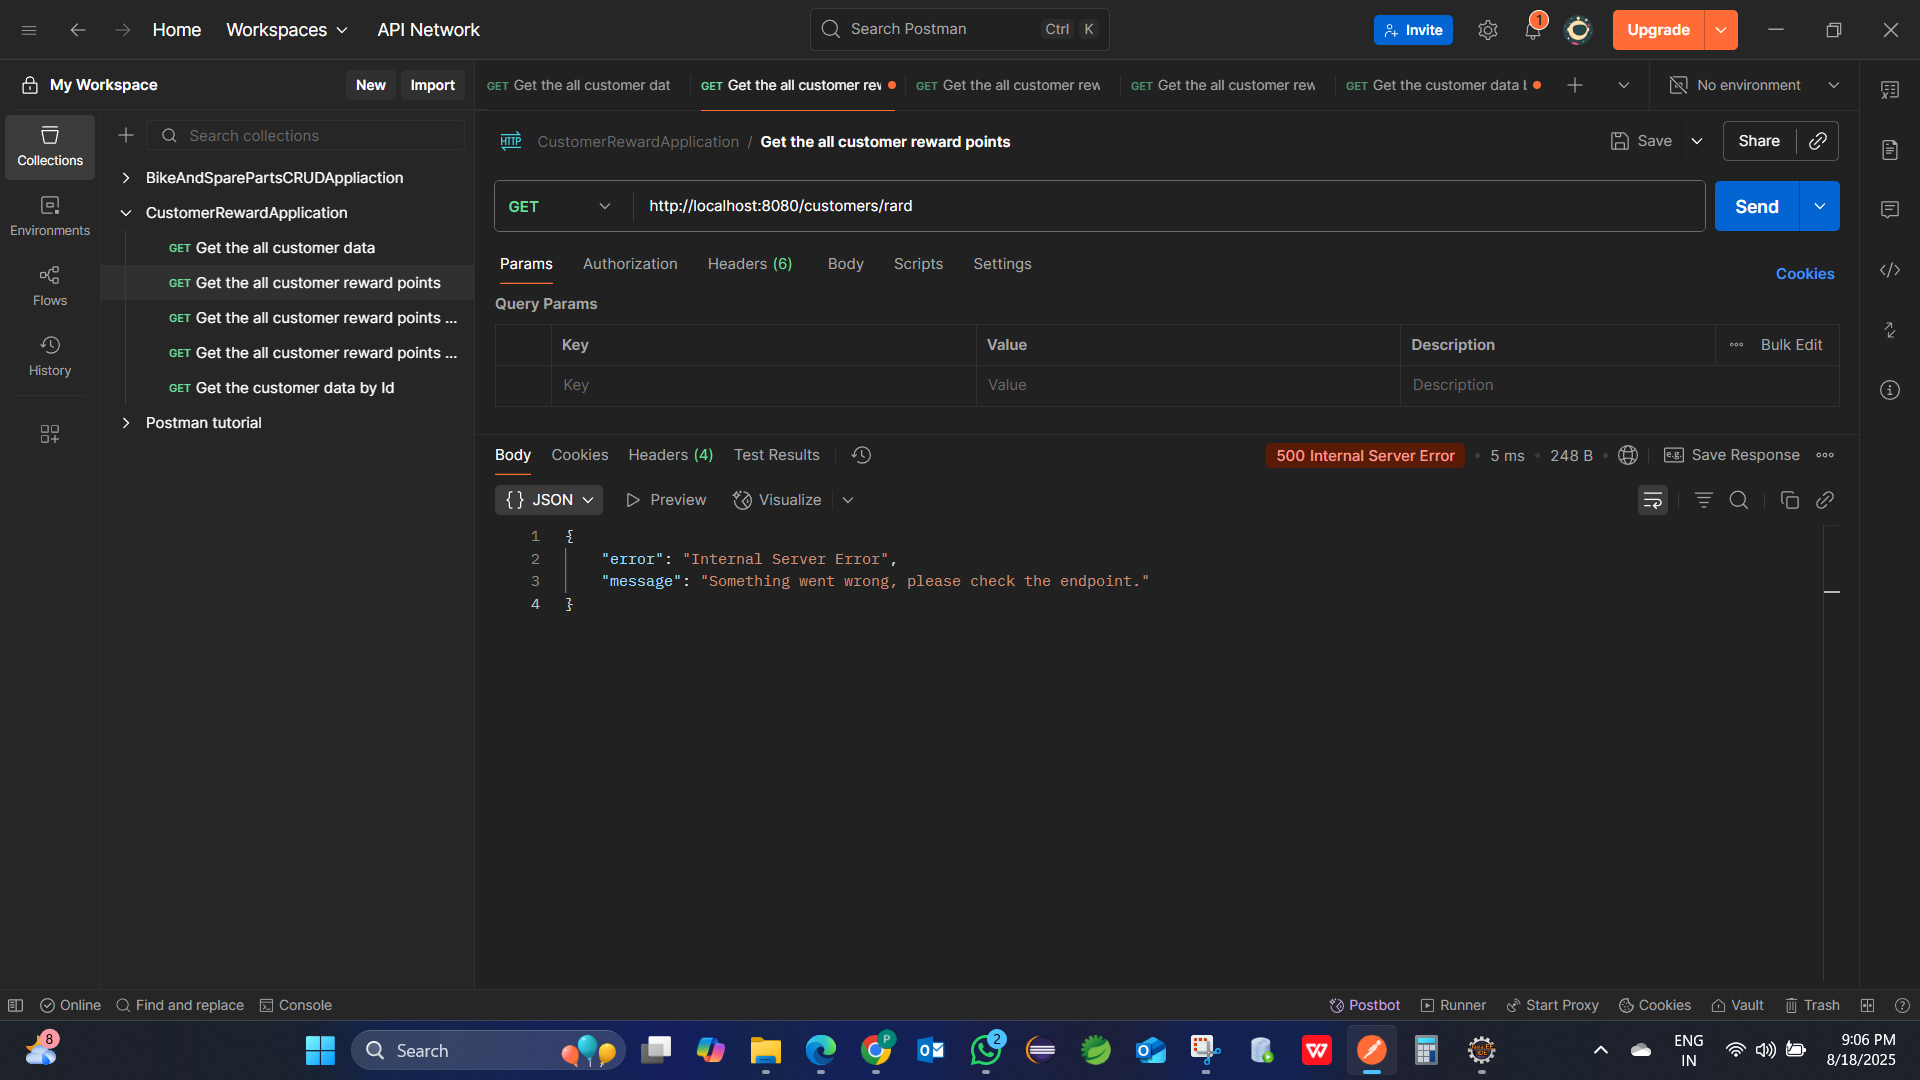 Home
Workspaces
API Network
Search Postman
Ctrl K
Invite
1
Upgrade
My Workspace
New
Import
GET Get the all customer dat
GET Get the all customer rew
GET Get the all customer rew
GET Get the all customer rew
GET Get the customer data b
No environment
Collections
Environments
Flows
History
Search collections
BikeAndSparePartsCRUDAppliaction
CustomerRewardApplication
GET Get the all customer data
GET Get the all customer reward points
GET Get the all customer reward points ...
GET Get the all customer reward points ...
GET Get the customer data by Id
Postman tutorial
HTTP CustomerRewardApplication / Get the all customer reward points
Save
Share
GET
http://localhost:8080/customers/rard
Send
Params
Authorization
Headers (6)
Body
Scripts
Settings
Cookies
Query Params
Key Value Description Bulk Edit
Key Value Description
Body
Cookies
Headers (4)
Test Results
500 Internal Server Error
5 ms
248 B
e.g. Save Response
{} JSON
Preview
Visualize
1 {
2 "error": "Internal Server Error",
3 "message": "Something went wrong, please check the endpoint."
4 }
Online
Find and replace
Console
Postbot
Runner
Start Proxy
Cookies
Vault
Trash
8
Search
P
2
ENG
IN
9:06 PM
8/18/2025